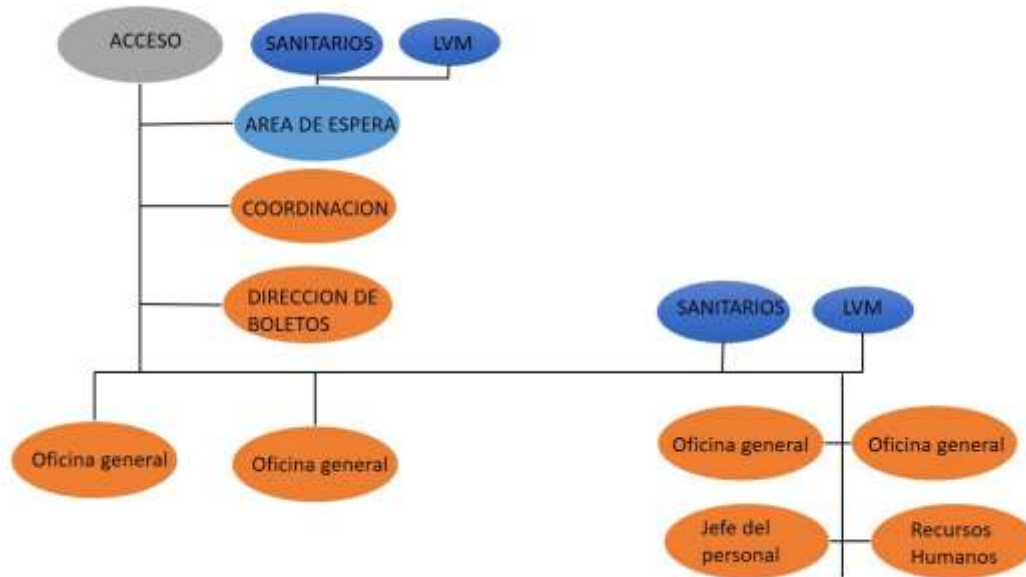 ACCESO
SANITARIOS
LVM
AREA DE ESPERA
COORDINACION
DIRECCION DE
BOLETOS
SANITARIOS
LVM
Oficina general
Oficina general
Oficina general
Oficina general
Jefe del
personal
Recursos
Humanos